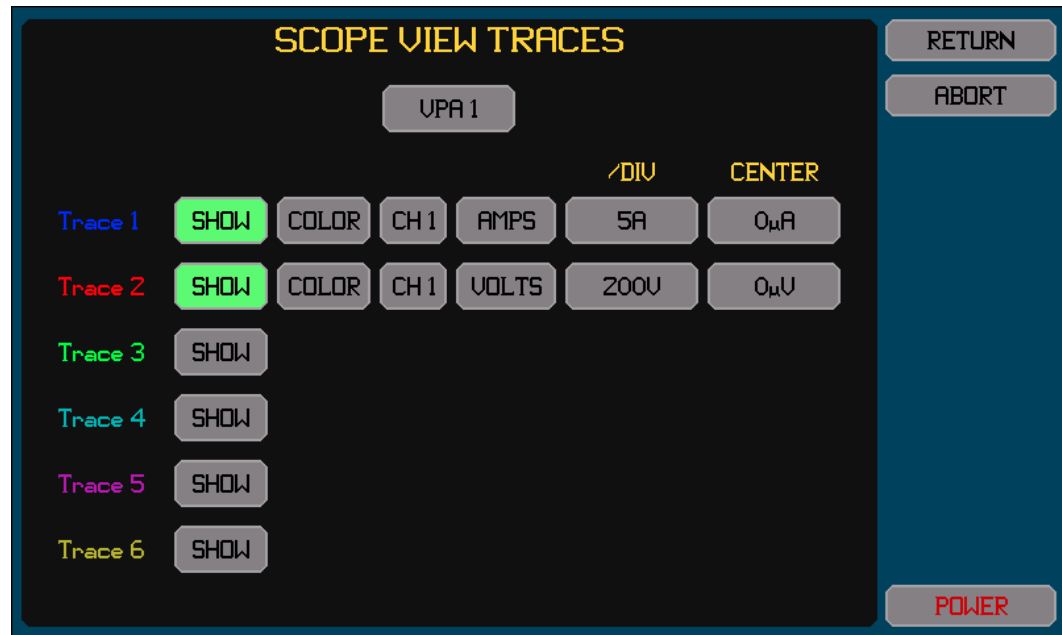 SCOPE VIEW TRACES
RETURN
ABORT
VPA 1
/DIV CENTER
Trace 1 SHOW COLOR CH 1 AMPS 5A 0µA
Trace 2 SHOW COLOR CH 1 VOLTS 200V 0µV
Trace 3 SHOW
Trace 4 SHOW
Trace 5 SHOW
Trace 6 SHOW
POWER